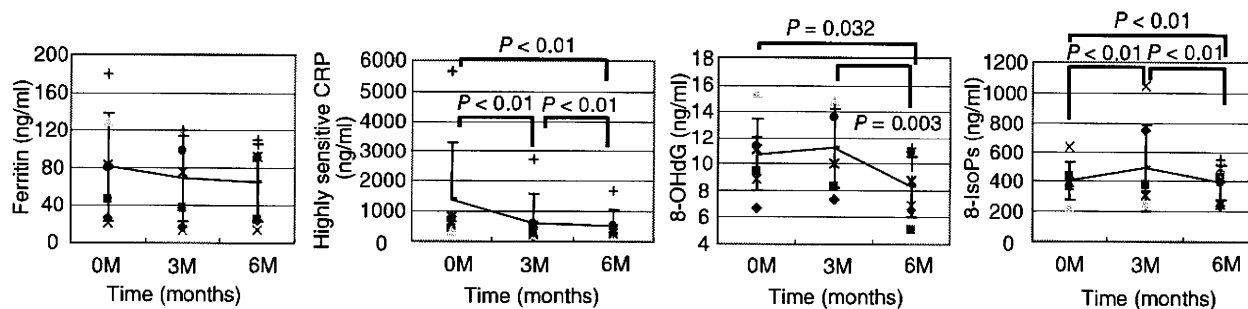 Ferritin (ng/ml)
200
160
120
80
40
0
0M 3M 6M
Time (months)
Highly sensitive CRP
(ng/ml)
6000
5000
4000
3000
2000
1000
0
P < 0.01
P < 0.01 P < 0.01
0M 3M 6M
Time (months)
8-OHdG (ng/ml)
18
16
14
12
10
8
6
4
P = 0.032
P = 0.003
0M 3M 6M
Time (months)
8-IsoPs (ng/ml)
1200
1000
800
600
400
200
0
P < 0.01
P < 0.01 P < 0.01
0M 3M 6M
Time (months)